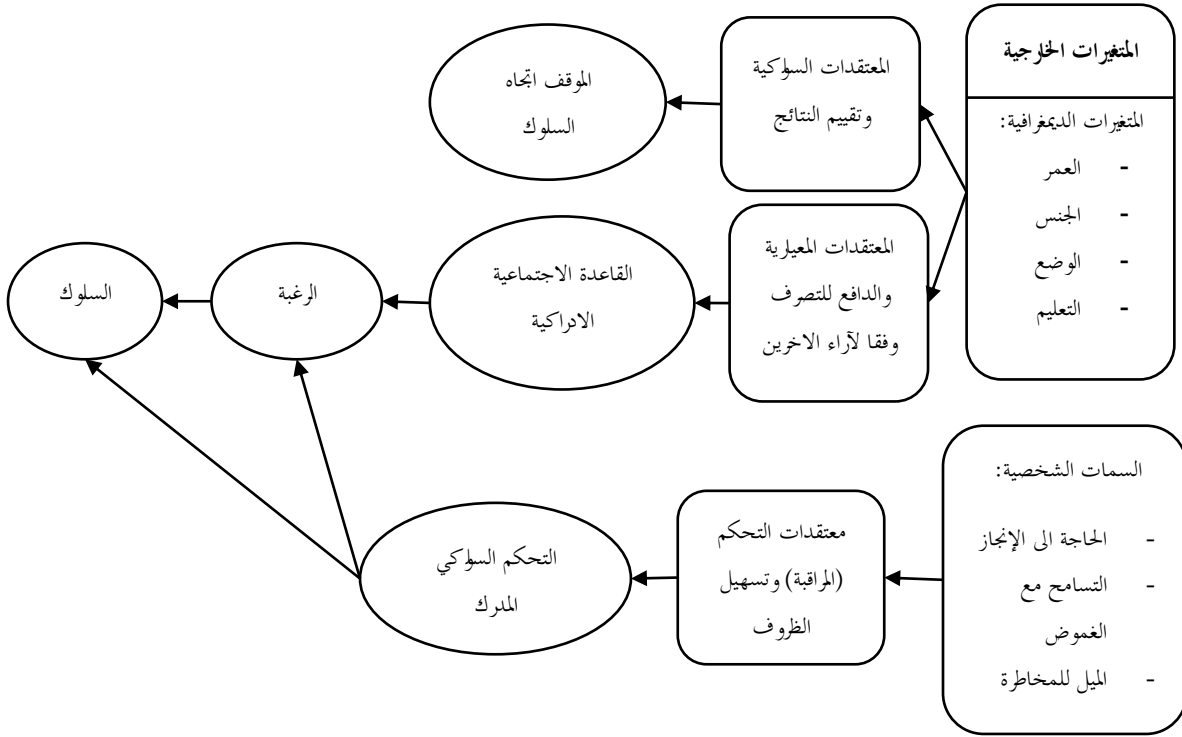 المتغيرات الخارجية
المتغيرات الديمغرافية:
- العمر
- الجنس
- الوضع
- التعليم
المعتقدات السلوكية
وتقييم النتائج
الموقف اتجاه
السلوك
المعتقدات المعيارية
والدافع للتصرف
وفقا لآراء الاخرين
القاعدة الاجتماعية
الادراكية
الرغبة
السلوك
السمات الشخصية:
- الحاجة الى الإنجاز
- التسامح مع
الغموض
- الميل للمخاطرة
معتقدات التحكم
(المراقبة) وتسهيل
الظروف
التحكم السلوكي
المدرك